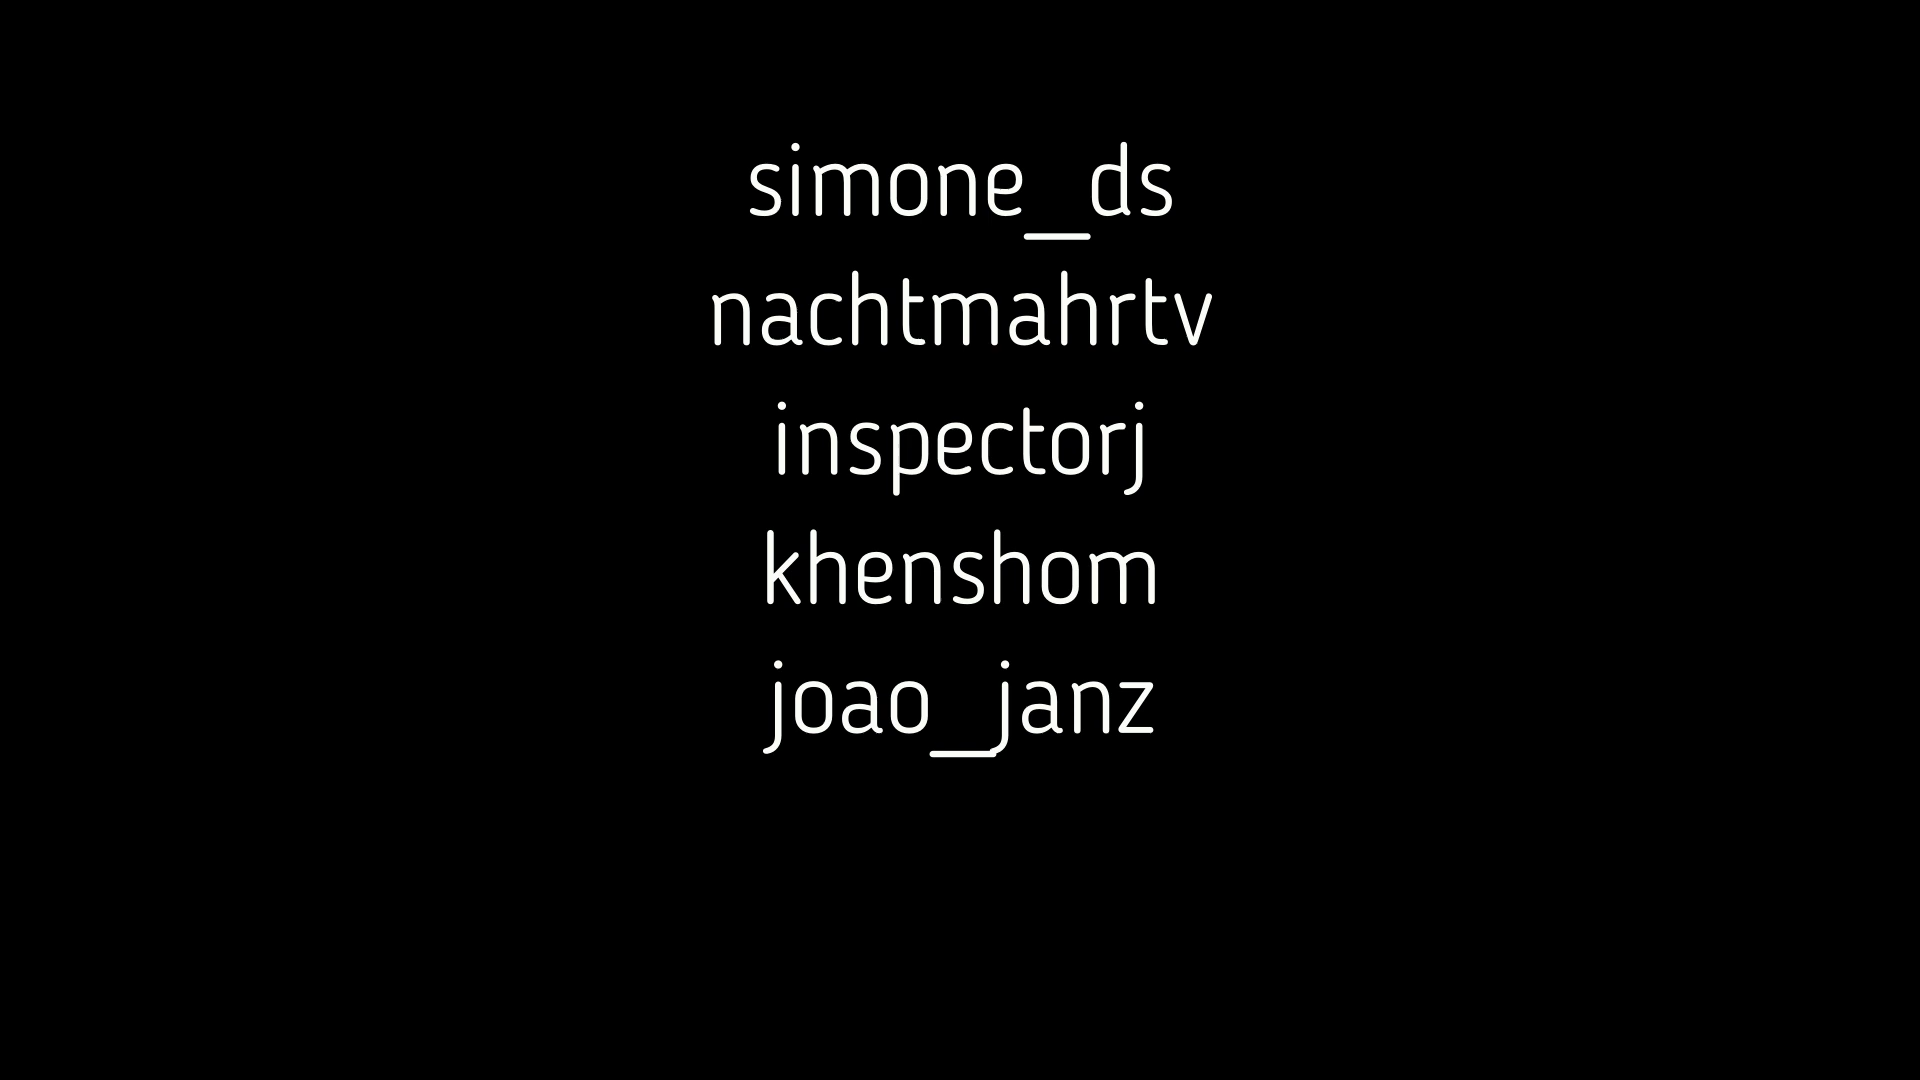 simone_ds
nachtmahrtv
inspectorj
khenshom
joao_janz